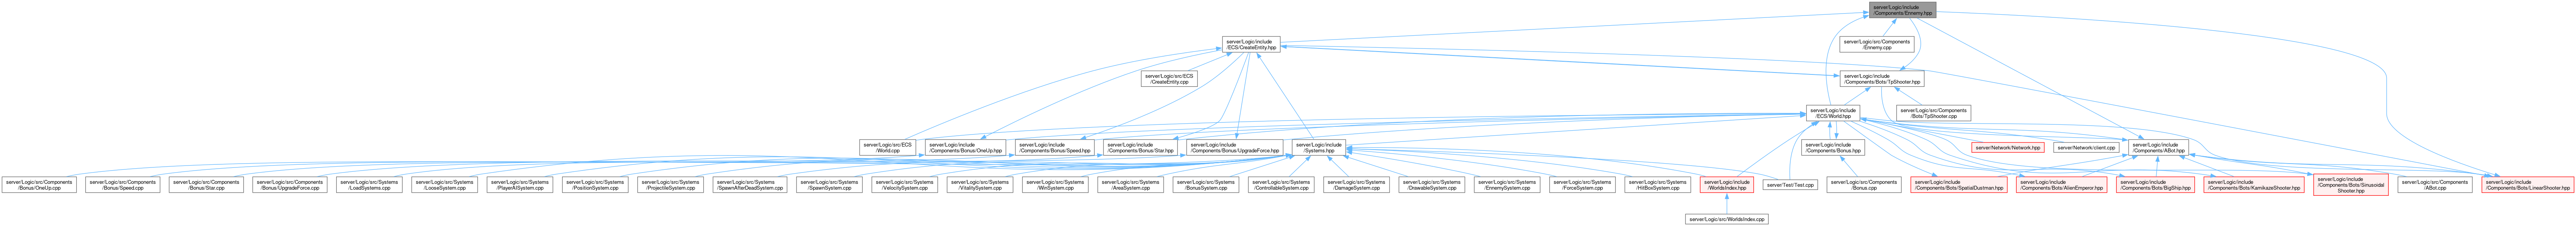 server/Logic/include
/Components/Ennemy.hpp
server/Logic/include
/ECS/CreateEntity.hpp
server/Logic/src/Components
/Ennemy.cpp
server/Logic/src/ECS
/CreateEntity.cpp
server/Logic/include
/Components/Bots/TpShooter.hpp
server/Logic/include
/ECS/World.hpp
server/Logic/src/Components
/Bots/TpShooter.cpp
server/Logic/src/ECS
/World.cpp
server/Logic/include
/Components/Bonus/OneUp.hpp
server/Logic/include
/Components/Bonus/Speed.hpp
server/Logic/include
/Components/Bonus/Star.hpp
server/Logic/include
/Components/Bonus/UpgradeForce.hpp
server/Logic/include
/Systems.hpp
server/Logic/include
/Components/Bonus.hpp
server/Network/Network.hpp
server/Network/client.cpp
server/Logic/include
/Components/ABot.hpp
server/Logic/src/Components
/Bonus/OneUp.cpp
server/Logic/src/Components
/Bonus/Speed.cpp
server/Logic/src/Components
/Bonus/Star.cpp
server/Logic/src/Components
/Bonus/UpgradeForce.cpp
server/Logic/src/Systems
/LoadSystems.cpp
server/Logic/src/Systems
/LooseSystem.cpp
server/Logic/src/Systems
/PlayerAISystem.cpp
server/Logic/src/Systems
/PositionSystem.cpp
server/Logic/src/Systems
/ProjectileSystem.cpp
server/Logic/src/Systems
/SpawnAfterDeadSystem.cpp
server/Logic/src/Systems
/SpawnSystem.cpp
server/Logic/src/Systems
/VelocitySystem.cpp
server/Logic/src/Systems
/VitalitySystem.cpp
server/Logic/src/Systems
/WinSystem.cpp
server/Logic/src/Systems
/AreaSystem.cpp
server/Logic/src/Systems
/BonusSystem.cpp
server/Logic/src/Systems
/ControllableSystem.cpp
server/Logic/src/Systems
/DamageSystem.cpp
server/Logic/src/Systems
/DrawableSystem.cpp
server/Logic/src/Systems
/EnnemySystem.cpp
server/Logic/src/Systems
/ForceSystem.cpp
server/Logic/src/Systems
/HitBoxSystem.cpp
server/Logic/include
/WorldsIndex.hpp
server/Test/Test.cpp
server/Logic/src/Components
/Bonus.cpp
server/Logic/include
/Components/Bots/SpatialDustman.hpp
server/Logic/include
/Components/Bots/AlienEmperor.hpp
server/Logic/include
/Components/Bots/BigShip.hpp
server/Logic/include
/Components/Bots/KamikazeShooter.hpp
server/Logic/include
/Components/Bots/Sinusoidal
Shooter.hpp
server/Logic/src/Components
/ABot.cpp
server/Logic/include
/Components/Bots/LinearShooter.hpp
server/Logic/src/WorldsIndex.cpp